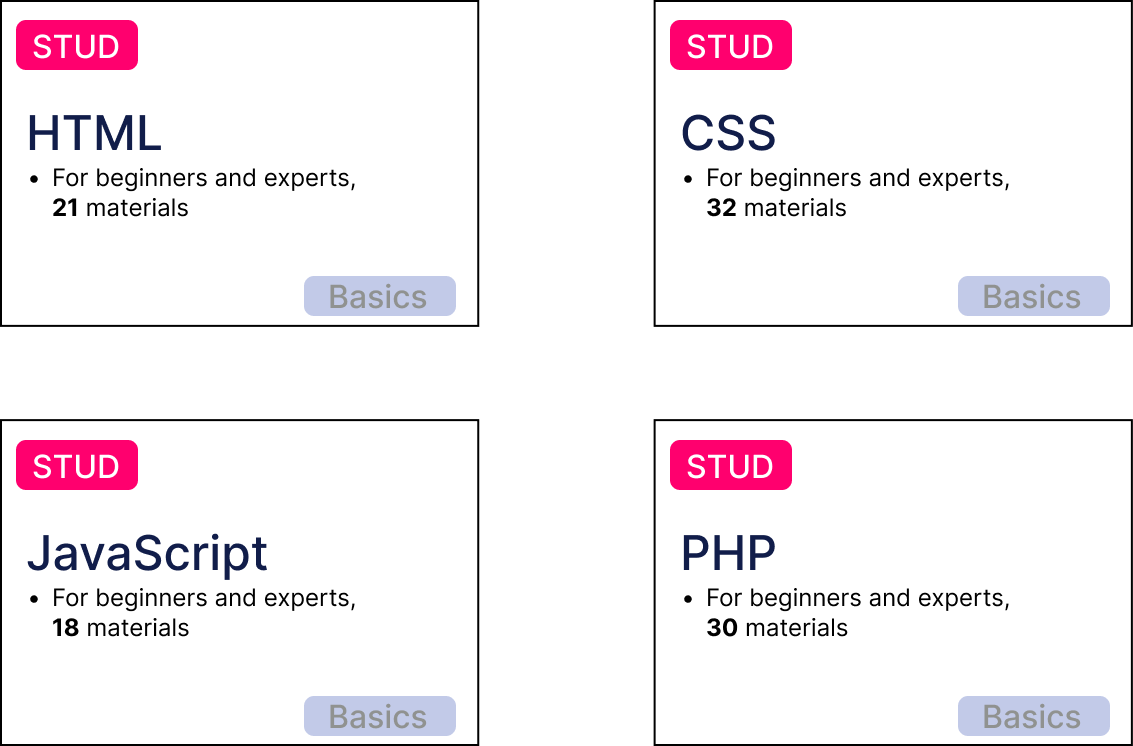 STUD
HTML
• For beginners and experts,
21 materials
Basics
STUD
CSS
• For beginners and experts,
32 materials
Basics
STUD
JavaScript
• For beginners and experts,
18 materials
Basics
STUD
PHP
• For beginners and experts,
30 materials
Basics